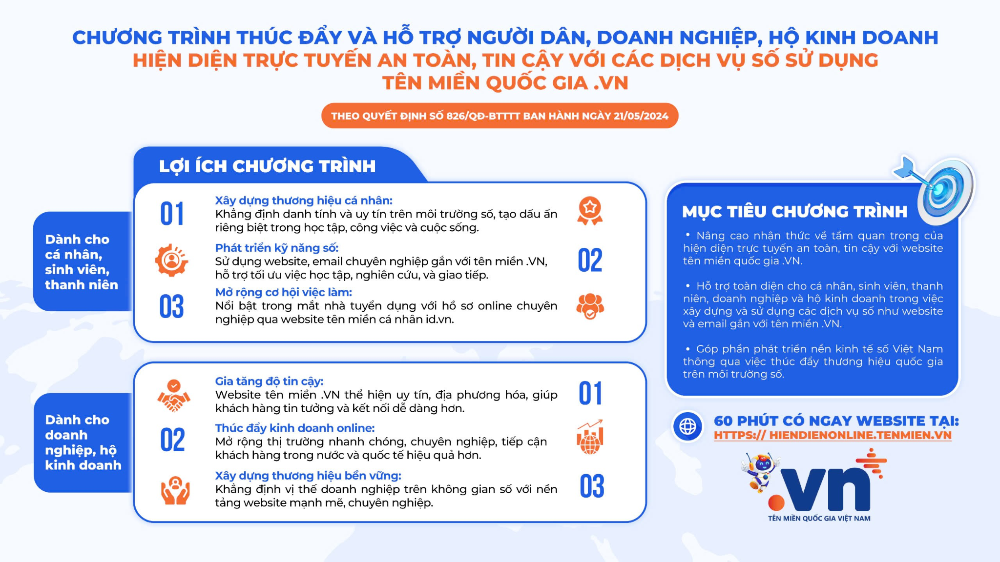 CHƯƠNG TRÌNH THÚC ĐẨY VÀ HỖ TRỢ NGƯỜI DÂN, DOANH NGHIỆP, HỘ KINH DOANH
HIỆN DIỆN TRỰC TUYẾN AN TOÀN, TIN CẬY VỚI CÁC DỊCH VỤ SỐ SỬ DỤNG
TÊN MIỀN QUỐC GIA .VN
THEO QUYẾT ĐỊNH SỐ 826/QĐ-BTTTT BAN HÀNH NGÀY 21/05/2024
LỢI ÍCH CHƯƠNG TRÌNH
Dành cho
cá nhân,
sinh viên,
thanh niên
01
Xây dựng thương hiệu cá nhân:
Khẳng định danh tính và uy tín trên môi trường số, tạo dấu ấn
riêng biệt trong học tập, công việc và cuộc sống.
02
Phát triển kỹ năng số:
Sử dụng website, email chuyên nghiệp gắn với tên miền .VN,
hỗ trợ tối ưu việc học tập, nghiên cứu, và giao tiếp.
03
Mở rộng cơ hội việc làm:
Nổi bật trong mắt nhà tuyển dụng với hồ sơ online chuyên
nghiệp qua website tên miền cá nhân id.vn.
Dành cho
doanh
nghiệp, hộ
kinh doanh
Gia tăng độ tin cậy:
Website tên miền .VN thể hiện uy tín, địa phương hóa, giúp
khách hàng tin tưởng và kết nối dễ dàng hơn.
01
02
Thúc đẩy kinh doanh online:
Mở rộng thị trường nhanh chóng, chuyên nghiệp, tiếp cận
khách hàng trong nước và quốc tế hiệu quả hơn.
Xây dựng thương hiệu bền vững:
Khẳng định vị thế doanh nghiệp trên không gian số với nền
tảng website mạnh mẽ, chuyên nghiệp.
03
MỤC TIÊU CHƯƠNG TRÌNH
• Nâng cao nhận thức về tầm quan trọng của
hiện diện trực tuyến an toàn, tin cậy với website
tên miền quốc gia .VN.
• Hỗ trợ toàn diện cho cá nhân, sinh viên, thanh
niên, doanh nghiệp và hộ kinh doanh trong việc
xây dựng và sử dụng các dịch vụ số như website
và email gắn với tên miền .VN.
• Góp phần phát triển nền kinh tế số Việt Nam
thông qua việc thúc đẩy thương hiệu quốc gia
trên môi trường số.
60 PHÚT CÓ NGAY WEBSITE TẠI:
HTTPS:// HIENDIENONLINE.TENMIEN.VN
.vn
TÊN MIỀN QUỐC GIA VIỆT NAM